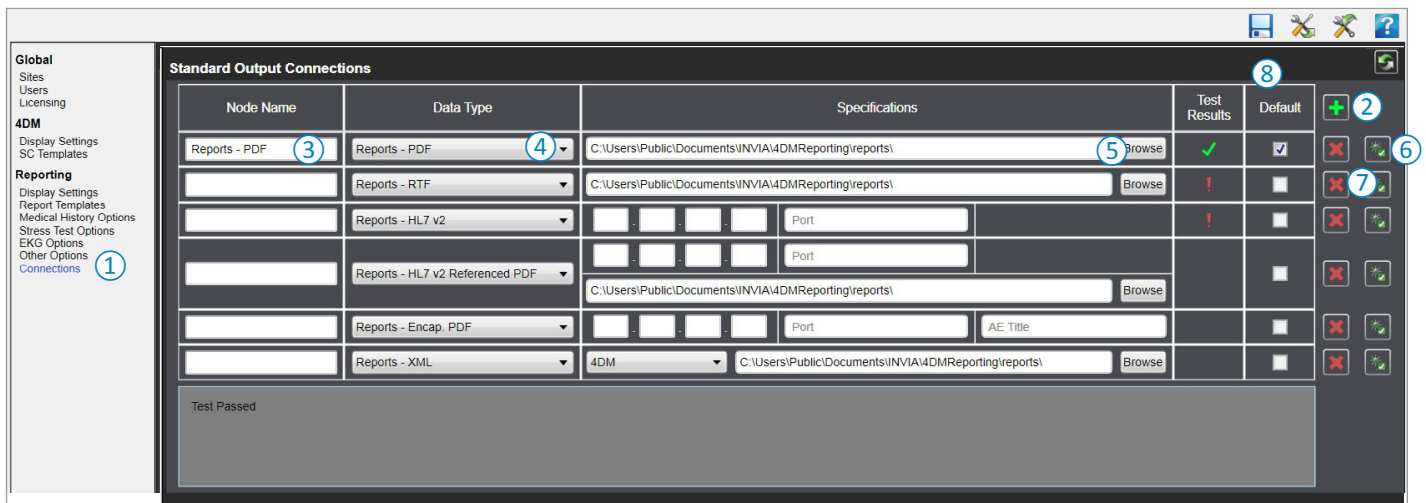 ?
Global
Sites
Users
Licensing
4DM
Display Settings
SC Templates
Reporting
Display Settings
Report Templates
Medical History Options
Stress Test Options
EKG Options
Other Options
Connections 1
Standard Output Connections
8
Node Name Data Type Specifications Test Results Default 2
Reports - PDF 3 Reports - PDF 4 C:\Users\Public\Documents\INVIA\4DMReporting\reports\ 5 Browse 6
Reports - RTF C:\Users\Public\Documents\INVIA\4DMReporting\reports\ Browse ! 7
Reports - HL7 v2 . . . Port !
. . . Port
Reports - HL7 v2 Referenced PDF
C:\Users\Public\Documents\INVIA\4DMReporting\reports\ Browse
Reports - Encap. PDF . . . Port AE Title
Reports - XML 4DM C:\Users\Public\Documents\INVIA\4DMReporting\reports\ Browse
Test Passed